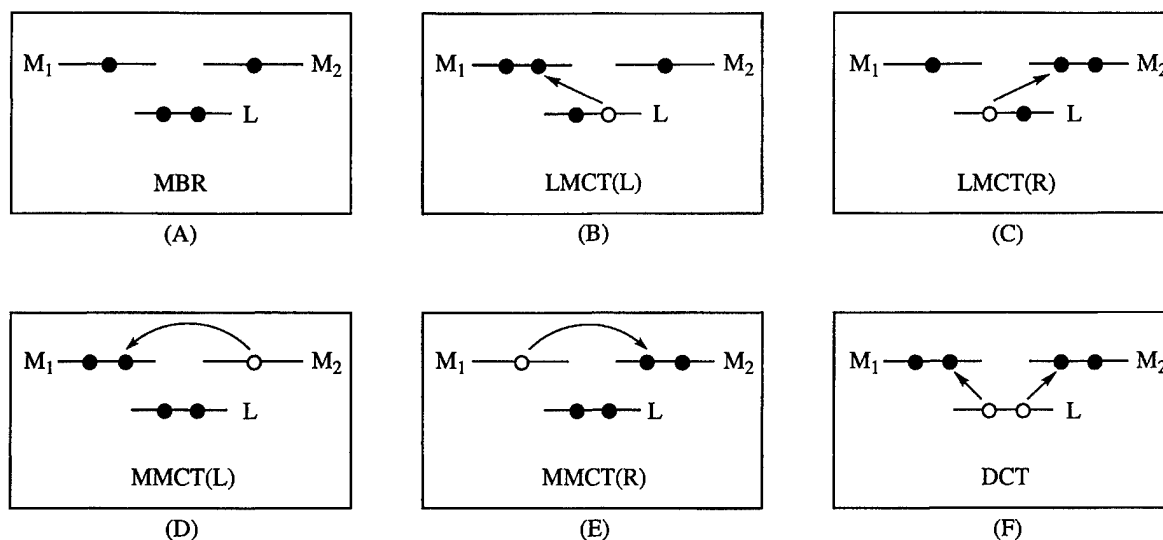 M₁ M₂ M₁ M₂ M₁ M₂
L L L
MBR LMCT(L) LMCT(R)
(A) (B) (C)
M₁ M₂ M₁ M₂ M₁ M₂
L L L
MMCT(L) MMCT(R) DCT
(D) (E) (F)